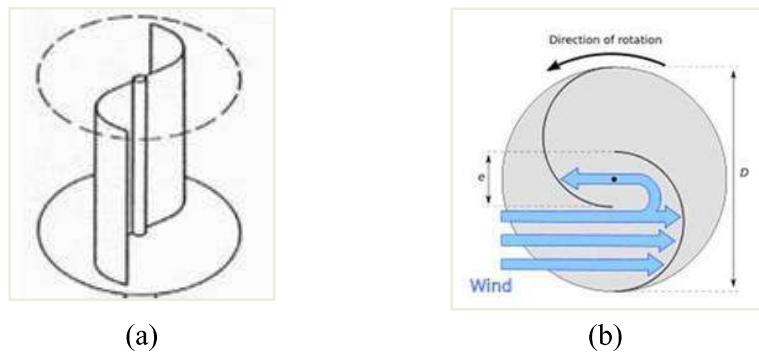 Direction of rotation
e
D
Wind
(a)
(b)